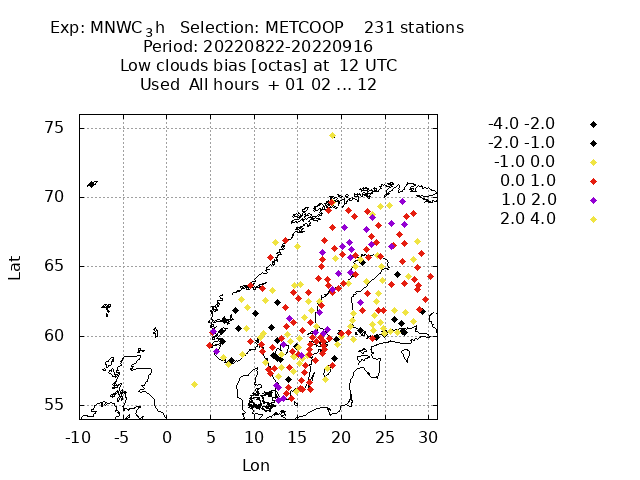 Exp: MNWC_3h   Selection: METCOOP    231 stations
Period: 20220822-20220916
Low clouds bias [octas] at  12 UTC
Used  All hours  + 01 02 ... 12
-4.0 -2.0
-2.0 -1.0
-1.0 0.0
0.0 1.0
1.0 2.0
2.0 4.0
75
70
65
60
55
Lat
-10 -5 0 5 10 15 20 25 30
Lon